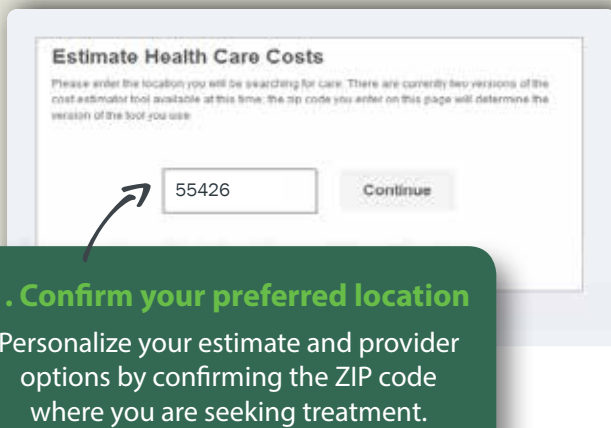 Estimate Health Care Costs
Please enter the location you will be searching for care. There are currently two versions of the
cost estimator tool available at this time; the zip code you enter on this page will determine the
version of the tool you use
55426
Continue
. Confirm your preferred location
Personalize your estimate and provider
options by confirming the ZIP code
where you are seeking treatment.